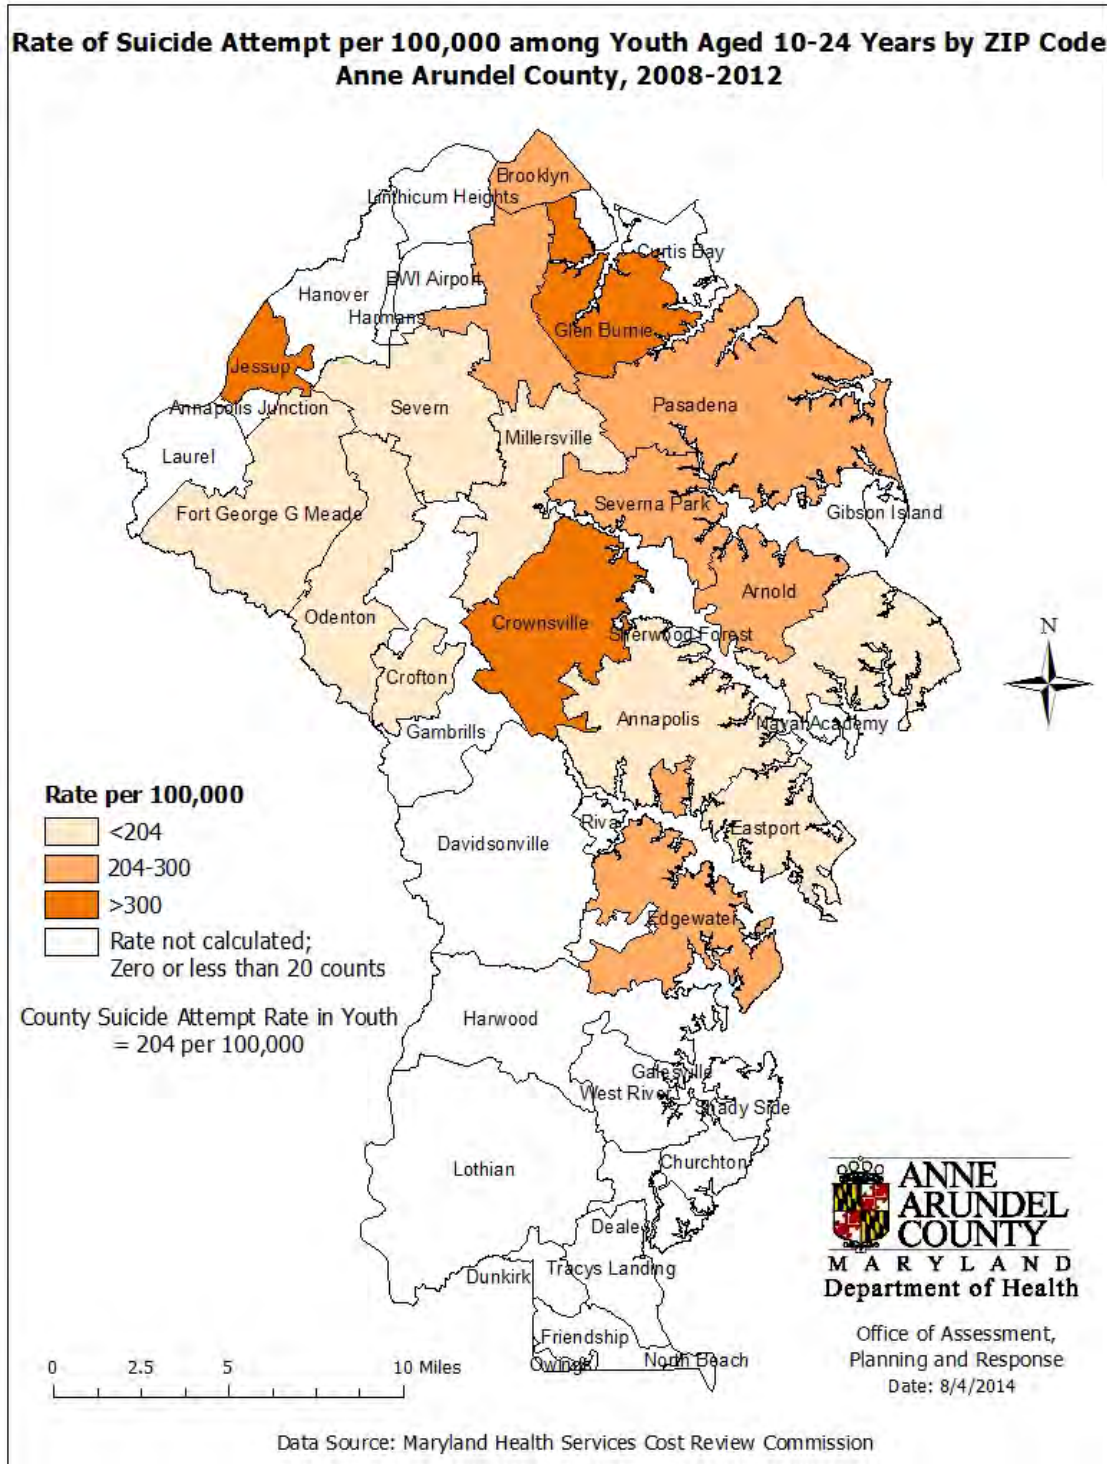 Rate of Suicide Attempt per 100,000 among Youth Aged 10-24 Years by ZIP Code
Anne Arundel County, 2008-2012
Brooklyn
Linthicum Heights
Curtis Bay
BWI Airport
Hanover
Harmans
Glen Burnie
Jessup
Annapolis Junction
Severn
Pasadena
Millersville
Laurel
Severna Park
Gibson Island
Fort George G Meade
Arnold
Odenton
Crownsville
Sherwood Forest
N
Crofton
Annapolis
Naval Academy
Gambrills
Rate per 100,000
<204
204-300
>300
Rate not calculated;
Zero or less than 20 counts
County Suicide Attempt Rate in Youth
= 204 per 100,000
Riva
Eastport
Davidsonville
Edgewater
Harwood
Galesville
West River
Shady Side
Churchton
Lothian
Deale
Tracys Landing
Dunkirk
Friendship
Owings
North Beach
ANNE
ARUNDEL
COUNTY
MARYLAND
Department of Health
Office of Assessment,
Planning and Response
Date: 8/4/2014
0 2.5 5 10 Miles
Data Source: Maryland Health Services Cost Review Commission